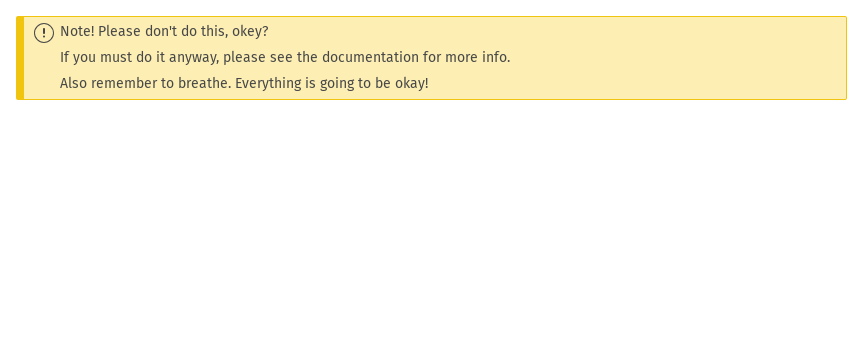 Note! Please don't do this, okey?
If you must do it anyway, please see the documentation for more info.
Also remember to breathe. Everything is going to be okay!